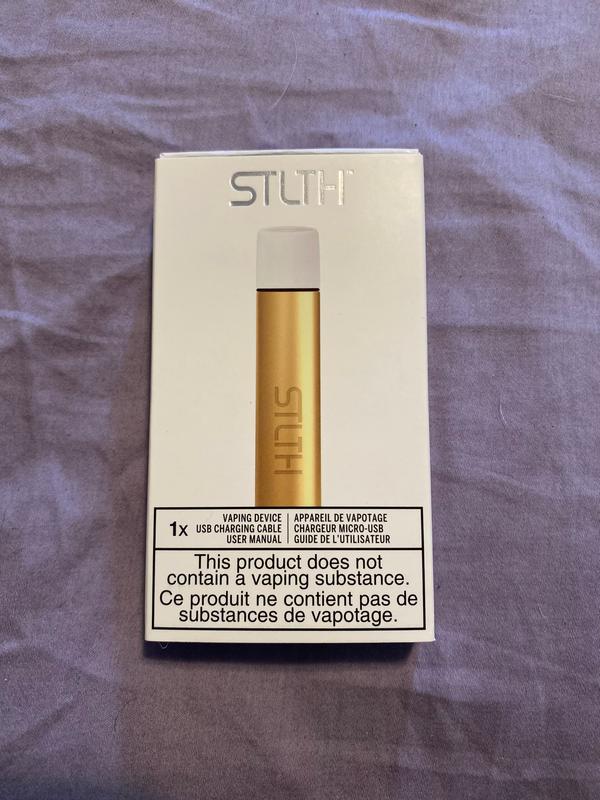 STLTH™
STLTH
1x
VAPING DEVICE
USB CHARGING CABLE
USER MANUAL
APPAREIL DE VAPOTAGE
CHARGEUR MICRO-USB
GUIDE DE L'UTILISATEUR
This product does not
contain a vaping substance.
Ce produit ne contient pas de
substances de vapotage.